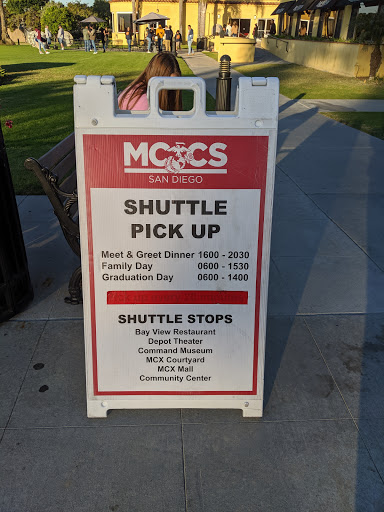 MCCS
SAN DIEGO
SHUTTLE
PICK UP
Meet & Greet Dinner 1600 - 2030
Family Day 0600 - 1530
Graduation Day 0600 - 1400
SHUTTLE STOPS
Bay View Restaurant
Depot Theater
Command Museum
MCX Courtyard
MCX Mall
Community Center